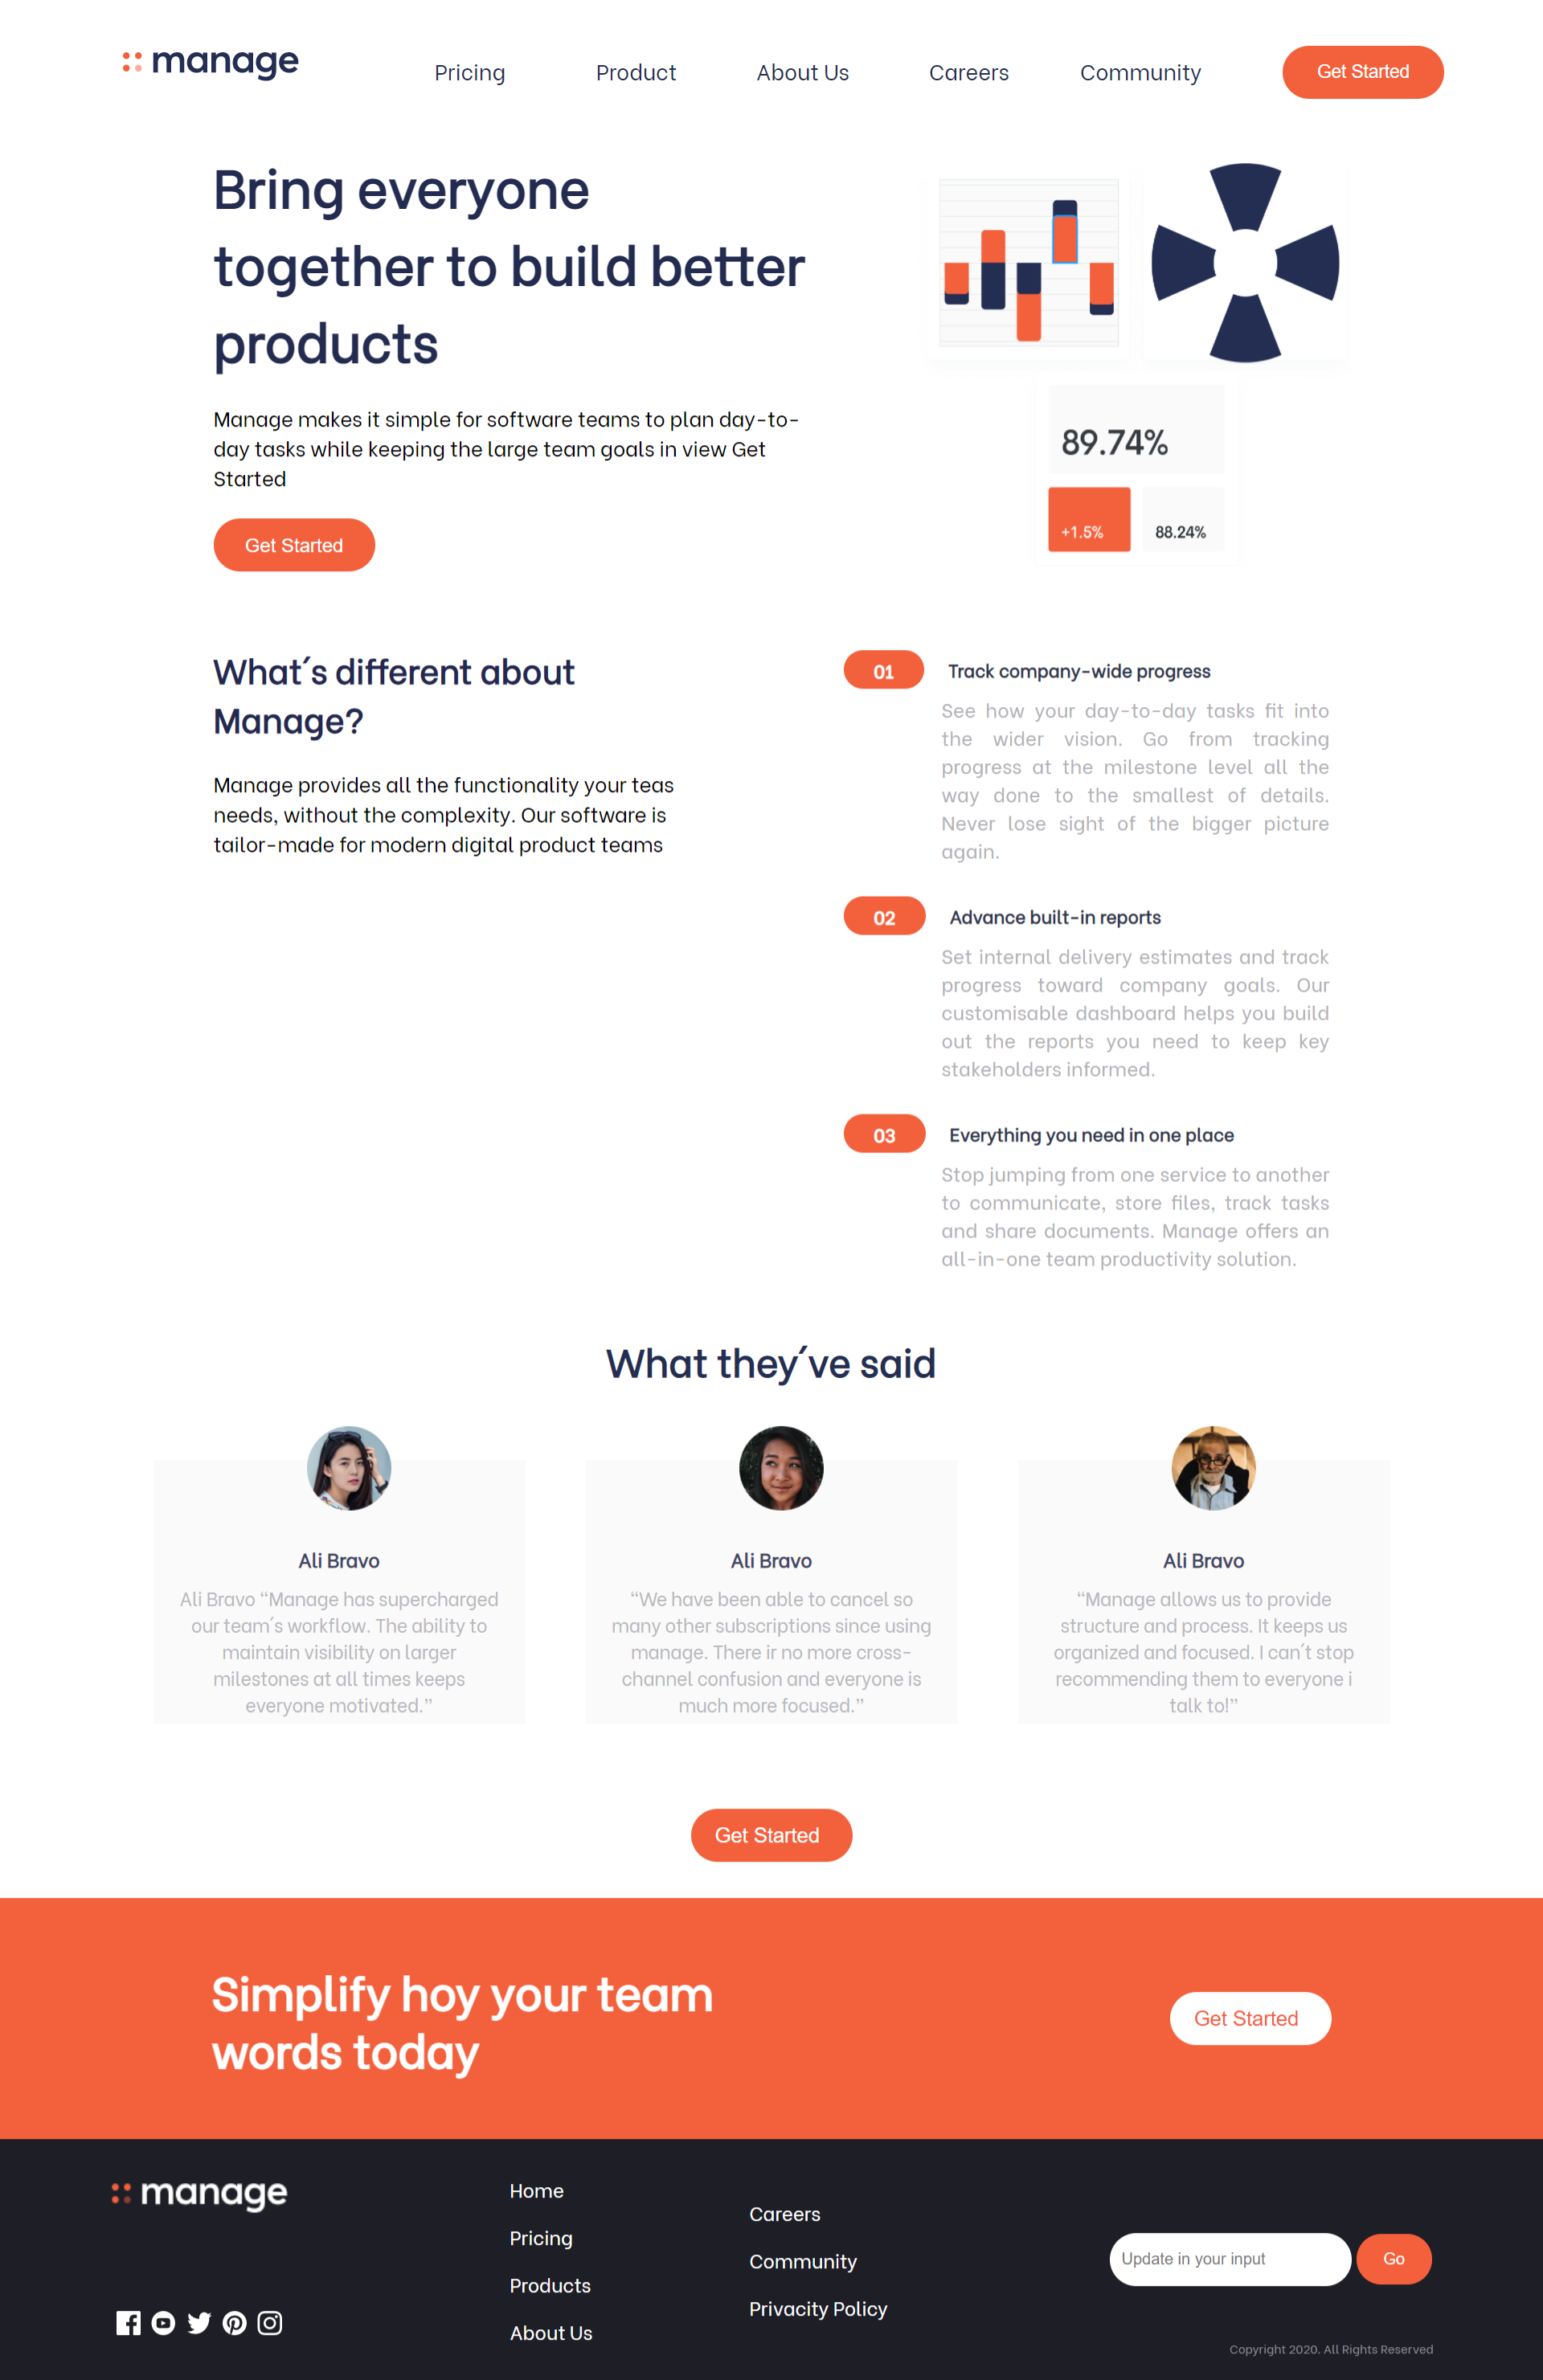 manage
Pricing
Product
About Us
Careers
Community
Get Started
Bring everyone
together to build better
products
Manage makes it simple for software teams to plan day-to-
day tasks while keeping the large team goals in view Get
Started
Get Started
89.74%
+1.5%
88.24%
What´s different about
Manage?
Manage provides all the functionality your teas
needs, without the complexity. Our software is
tailor-made for modern digital product teams
01
Track company-wide progress
See how your day-to-day tasks fit into
the wider vision. Go from tracking
progress at the milestone level all the
way done to the smallest of details.
Never lose sight of the bigger picture
again.
02
Advance built-in reports
Set internal delivery estimates and track
progress toward company goals. Our
customisable dashboard helps you build
out the reports you need to keep key
stakeholders informed.
03
Everything you need in one place
Stop jumping from one service to another
to communicate, store files, track tasks
and share documents. Manage offers an
all-in-one team productivity solution.
What they´ve said
Ali Bravo
Ali Bravo “Manage has supercharged
our team´s workflow. The ability to
maintain visibility on larger
milestones at all times keeps
everyone motivated.”
Ali Bravo
“We have been able to cancel so
many other subscriptions since using
manage. There ir no more cross-
channel confusion and everyone is
much more focused.”
Ali Bravo
“Manage allows us to provide
structure and process. It keeps us
organized and focused. I can´t stop
recommending them to everyone i
talk to!”
Get Started
Simplify hoy your team
words today
Get Started
manage
Home
Pricing
Products
About Us
Careers
Community
Privacity Policy
Update in your input
Go
Copyright 2020. All Rights Reserved